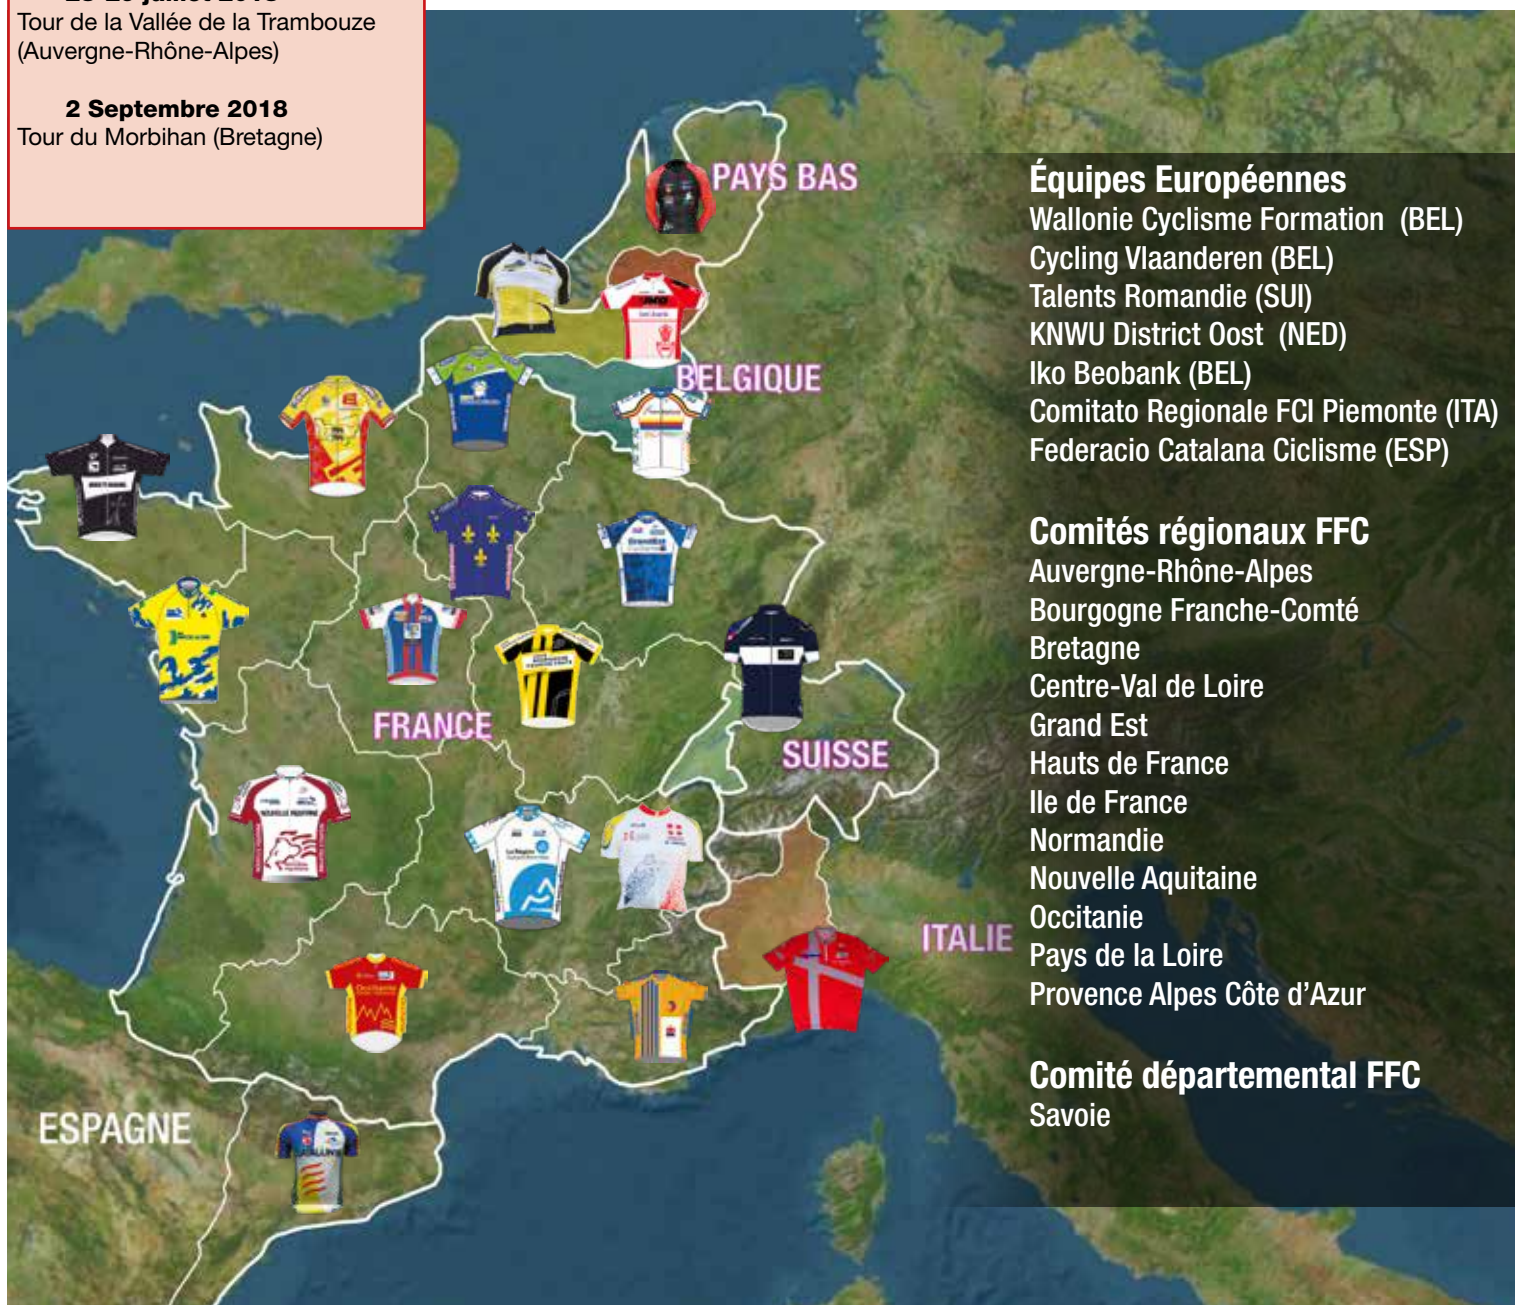 Tour de la Vallée de la Trambouze
(Auvergne-Rhône-Alpes)
2 Septembre 2018
Tour du Morbihan (Bretagne)
PAYS BAS
BELGIQUE
FRANCE
SUISSE
ITALIE
ESPAGNE
Équipes Européennes
Wallonie Cyclisme Formation (BEL)
Cycling Vlaanderen (BEL)
Talents Romandie (SUI)
KNWU District Oost (NED)
Iko Beobank (BEL)
Comitato Regionale FCI Piemonte (ITA)
Federacio Catalana Ciclisme (ESP)
Comités régionaux FFC
Auvergne-Rhône-Alpes
Bourgogne Franche-Comté
Bretagne
Centre-Val de Loire
Grand Est
Hauts de France
Ile de France
Normandie
Nouvelle Aquitaine
Occitanie
Pays de la Loire
Provence Alpes Côte d’Azur
Comité départemental FFC
Savoie